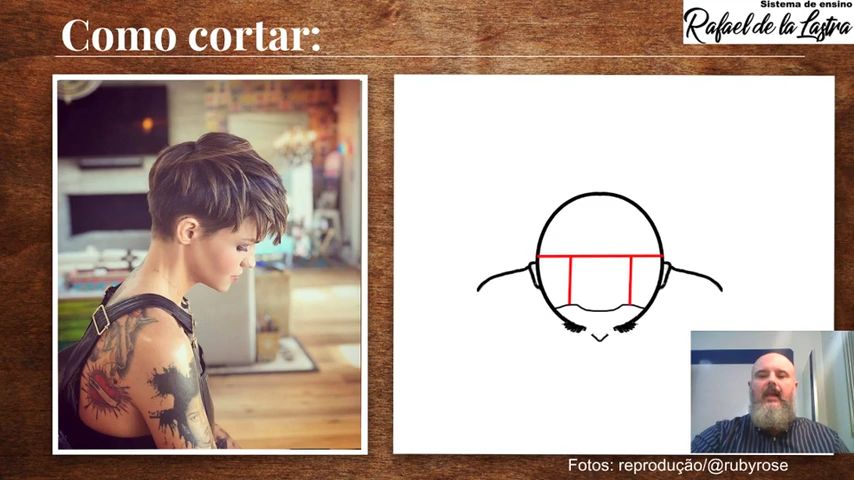 Como cortar:
Sistema de ensino
Rafael de la Lastra
Fotos: reprodução/@rubyrose